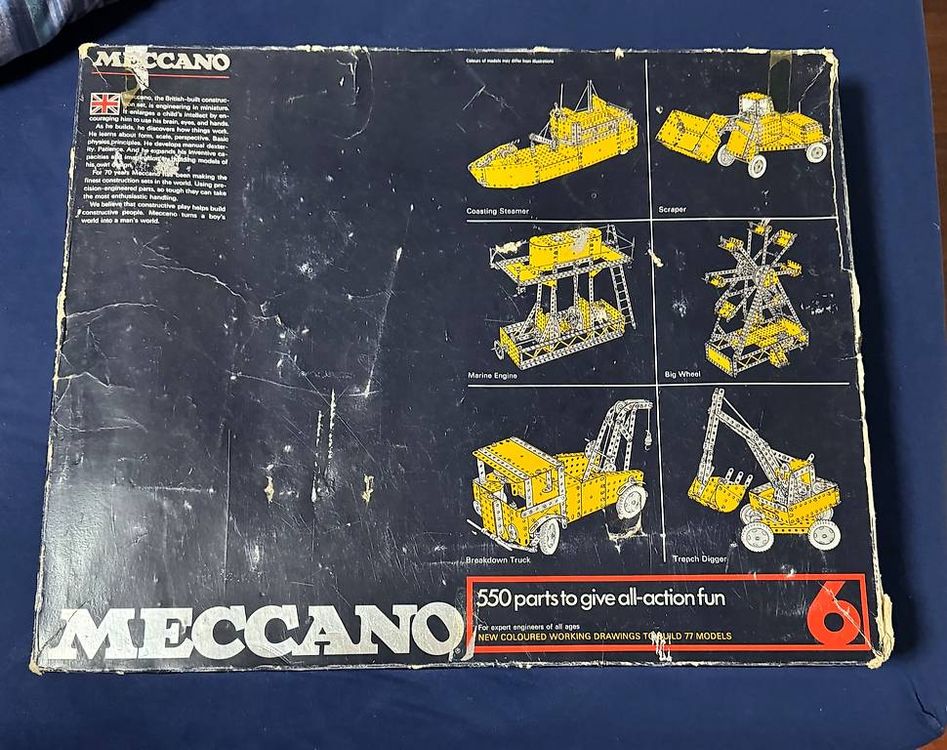 MECCANO
Meccano, the British-built construc-
tion set, is engineering in miniature.
It enlarges a child's intellect by en-
couraging him to use his brain, eyes, and hands.
As he builds, he discovers how things work.
He learns about form, scale, perspective. Basic
physics principles. He develops manual dexter-
ity. Patience. And he expands his inventive ca-
pacities and imagination by building models of
his own design.
For 70 years Meccano has been making the
finest construction sets in the world. Using pre-
cision-engineered parts, so tough they can take
the most enthusiastic handling.
We believe that constructive play helps build
constructive people. Meccano turns a boy's
world into a man's world.
Colours of models may differ from illustrations
Coasting Steamer
Scraper
Marine Engine
Big Wheel
Breakdown Truck
Trench Digger
MECCANO®
550 parts to give all-action fun
For expert engineers of all ages
NEW COLOURED WORKING DRAWINGS TO BUILD 77 MODELS
6